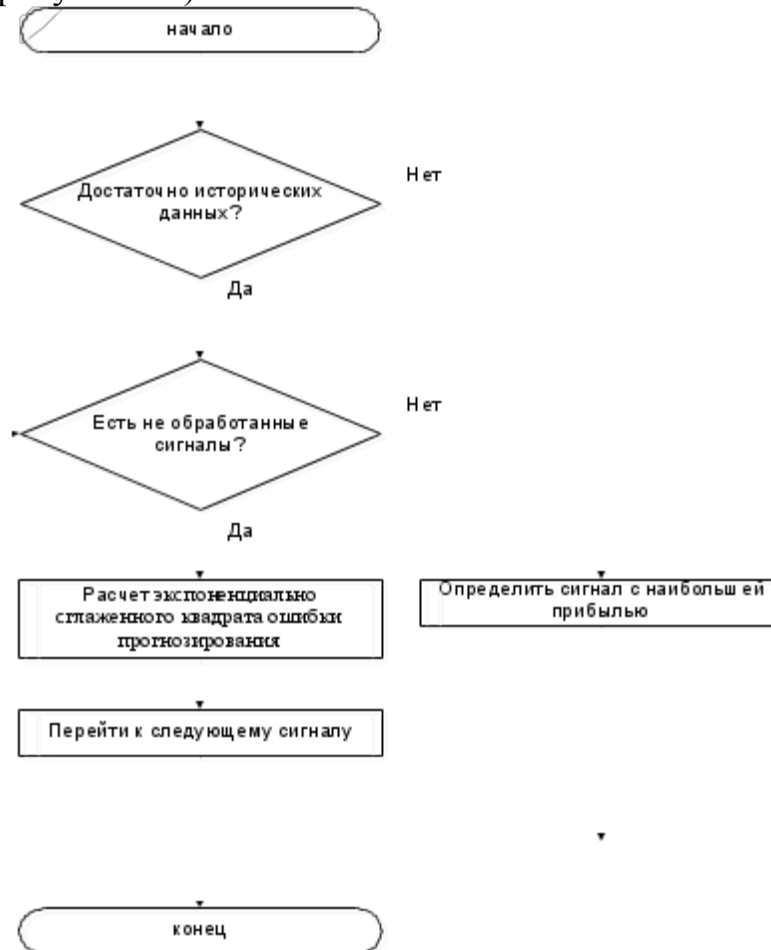 начало
Достаточно исторических
данных?
Нет
Да
Есть не обработанные
сигналы?
Нет
Да
Расчет экспоненциально
сглаженного квадрата ошибки
прогнозирования
Определить сигнал с наибольшей
прибылью
Перейти к следующему сигналу
конец